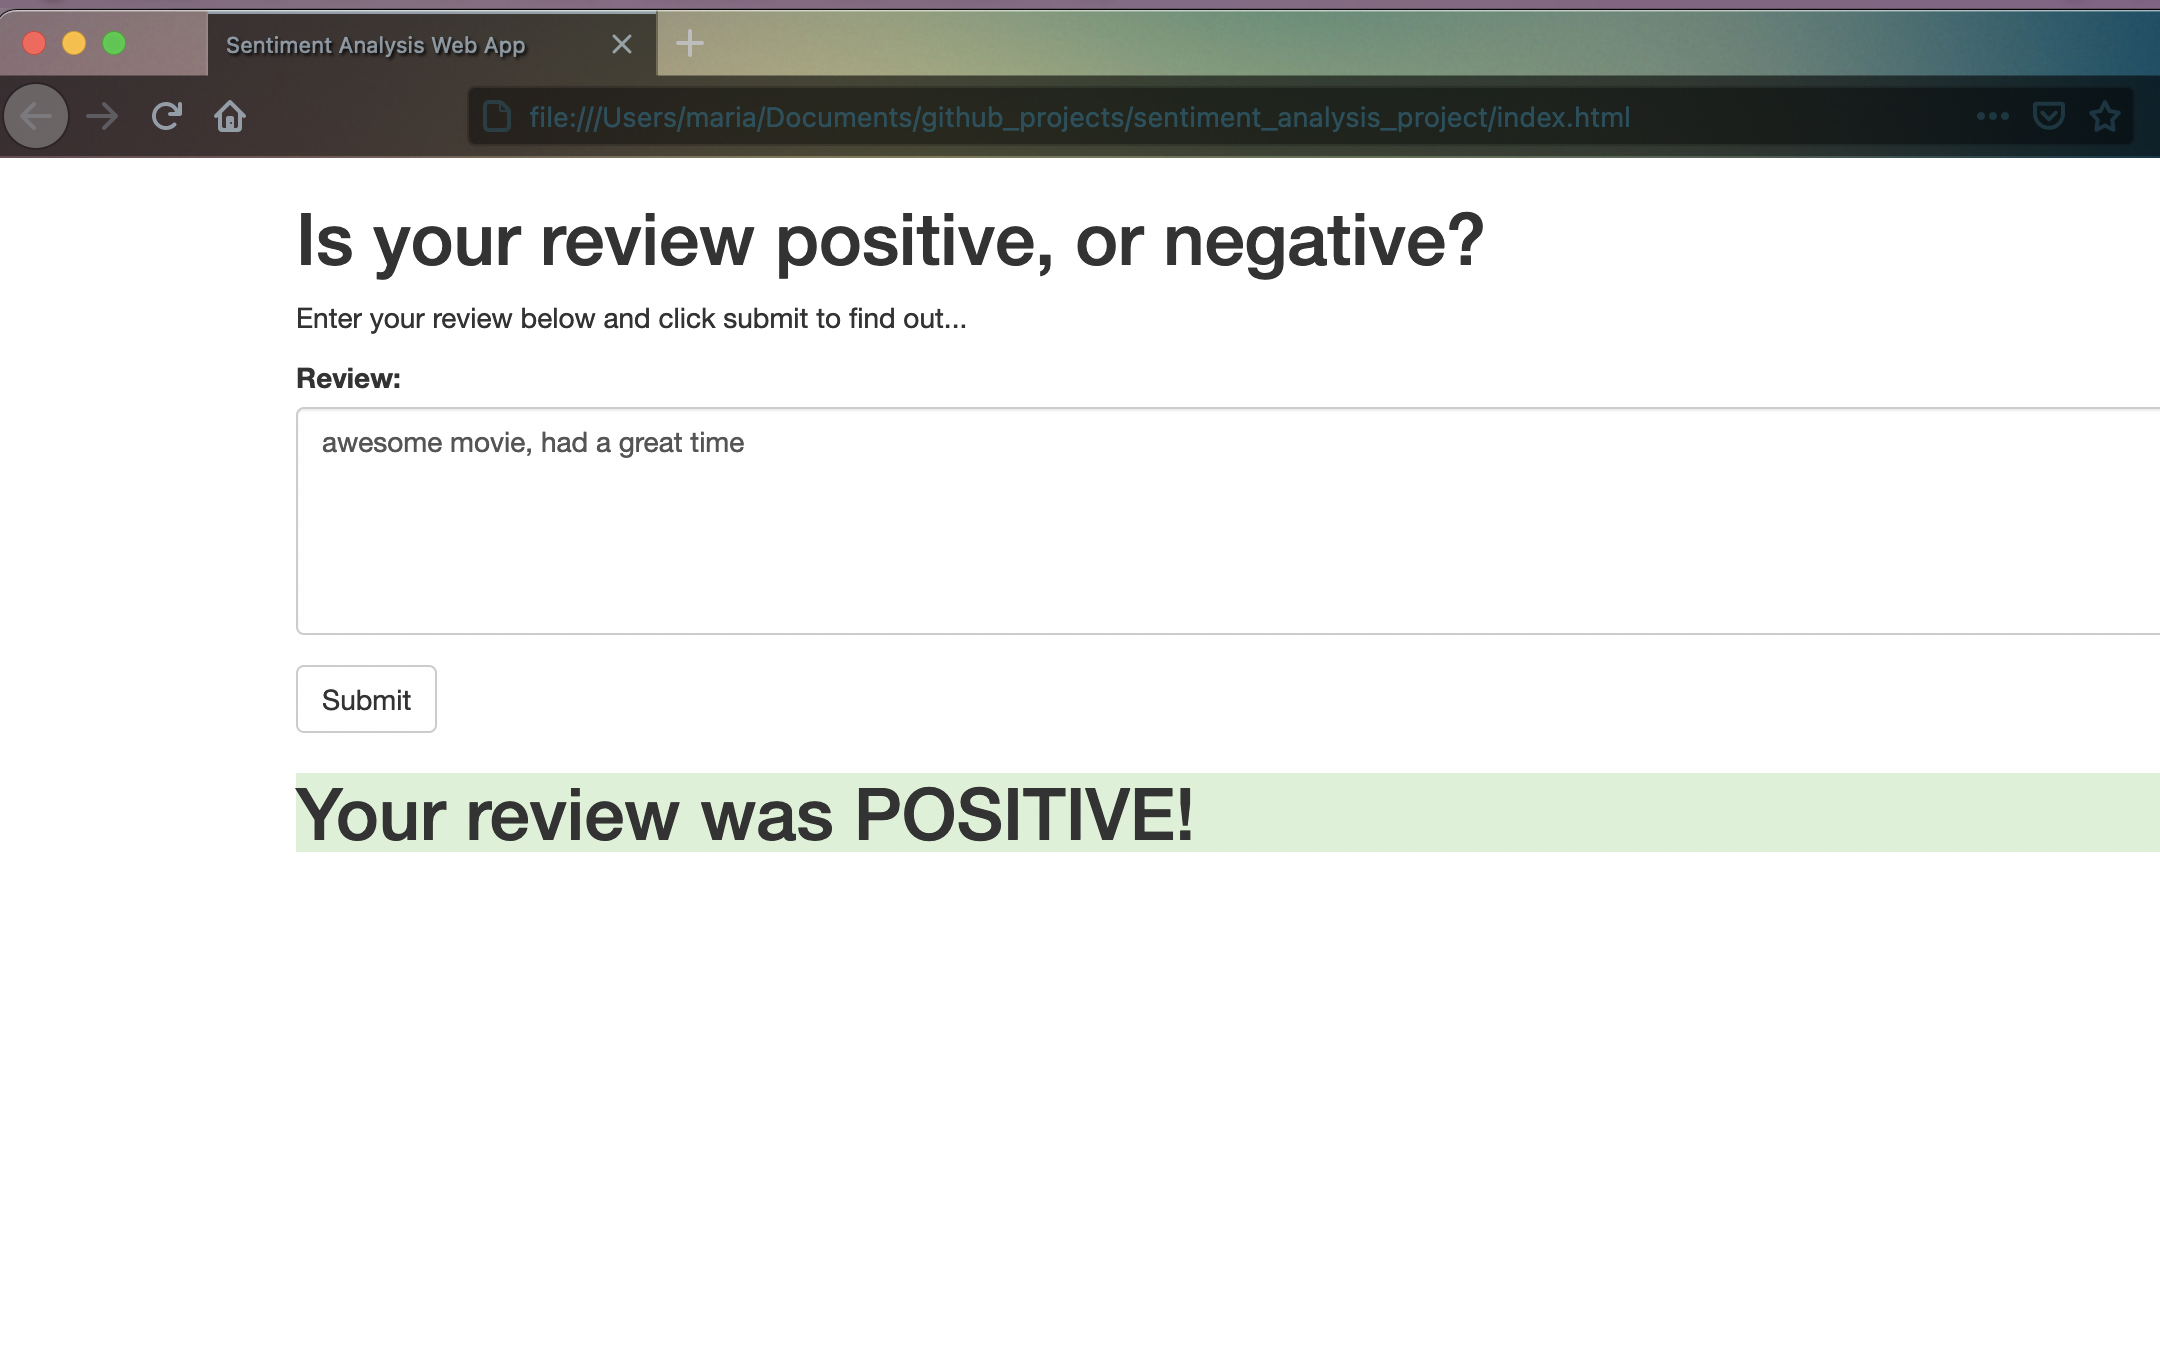 Sentiment Analysis Web App
file:///Users/maria/Documents/github_projects/sentiment_analysis_project/index.html
Is your review positive, or negative?
Enter your review below and click submit to find out...
Review:
awesome movie, had a great time
Submit
Your review was POSITIVE!